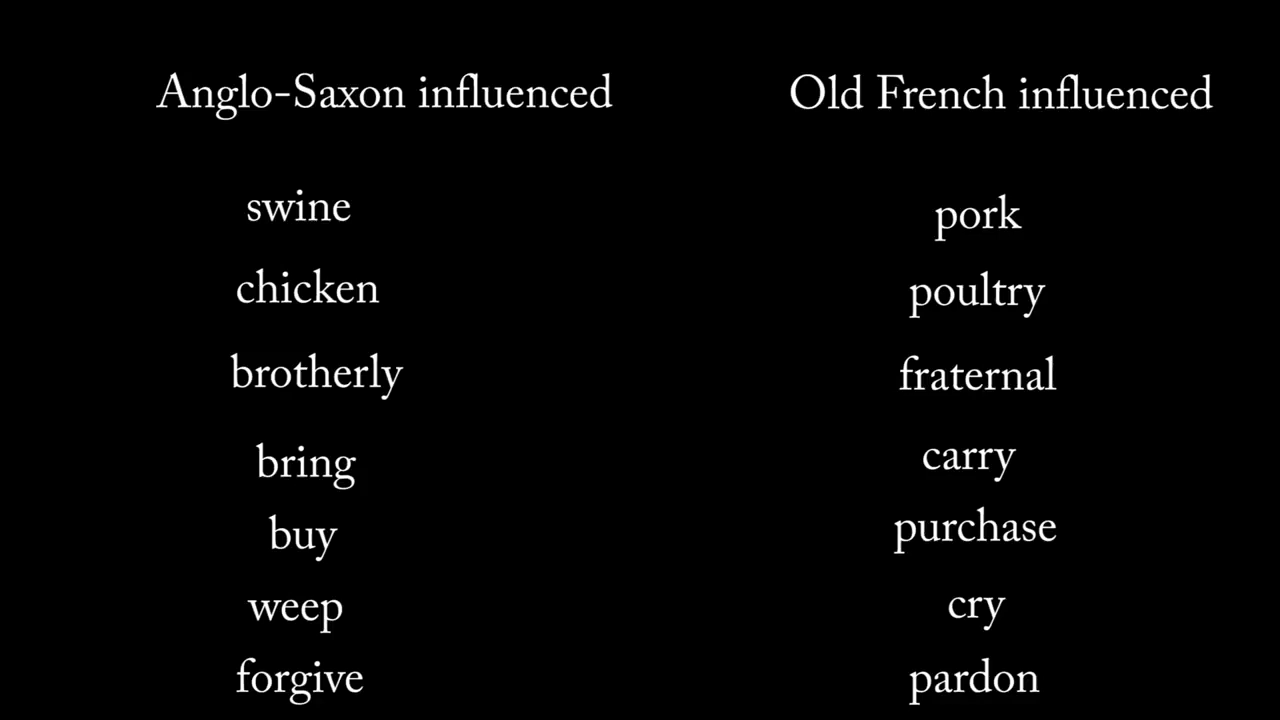 Anglo-Saxon influenced Old French influenced
swine pork
chicken poultry
brotherly fraternal
bring carry
buy purchase
weep cry
forgive pardon